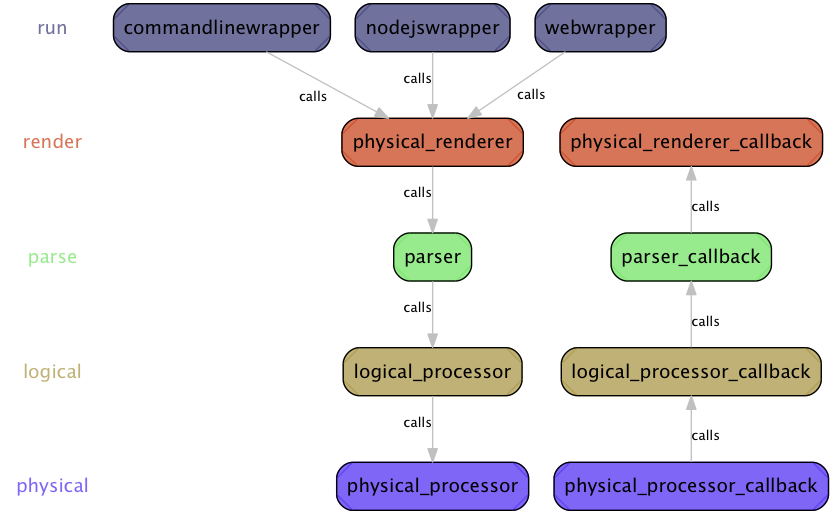 run
commandlinewrapper
nodejswrapper
webwrapper
calls
calls
calls
render
physical_renderer
physical_renderer_callback
calls
calls
parse
parser
parser_callback
calls
calls
logical
logical_processor
logical_processor_callback
calls
calls
physical
physical_processor
physical_processor_callback